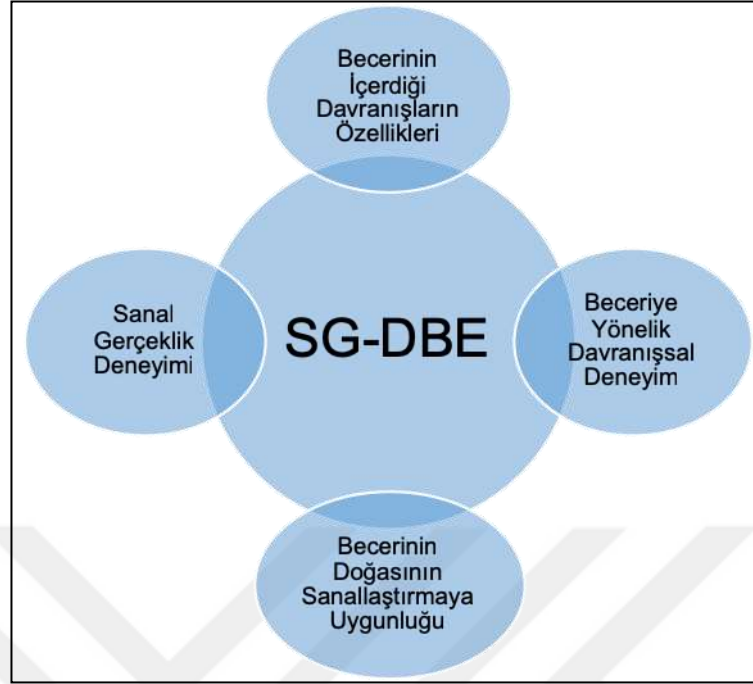 Becerinin
İçerdiği
Davranışların
Özellikleri
Sanal
Gerçeklik
Deneyimi
SG-DBE
Beceriye
Yönelik
Davranışsal
Deneyim
Becerinin
Doğasının
Sanallaştırmaya
Uygunluğu